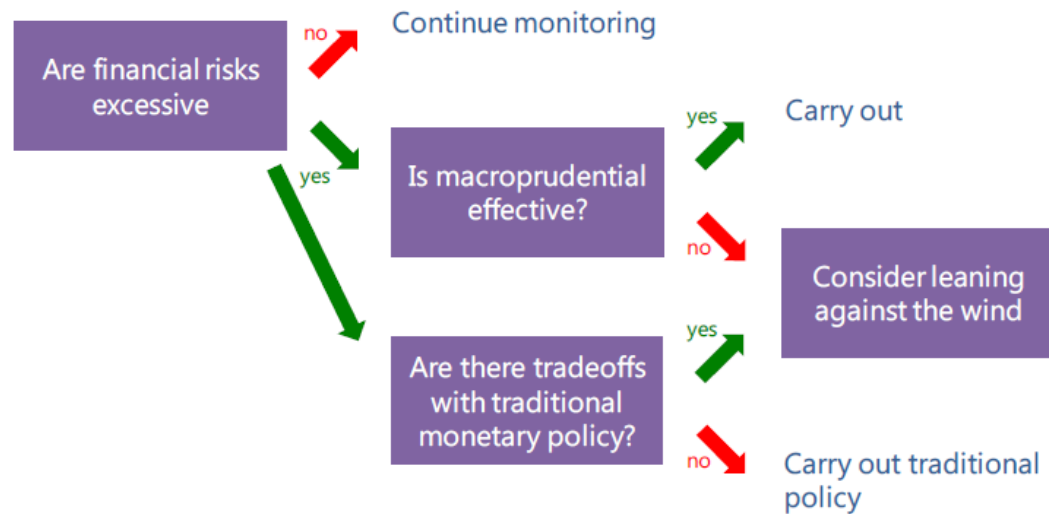 Are financial risks
excessive
no
Continue monitoring
yes
Is macroprudential
effective?
yes
Carry out
no
Consider leaning
against the wind
Are there tradeoffs
with traditional
monetary policy?
yes
no
Carry out traditional
policy